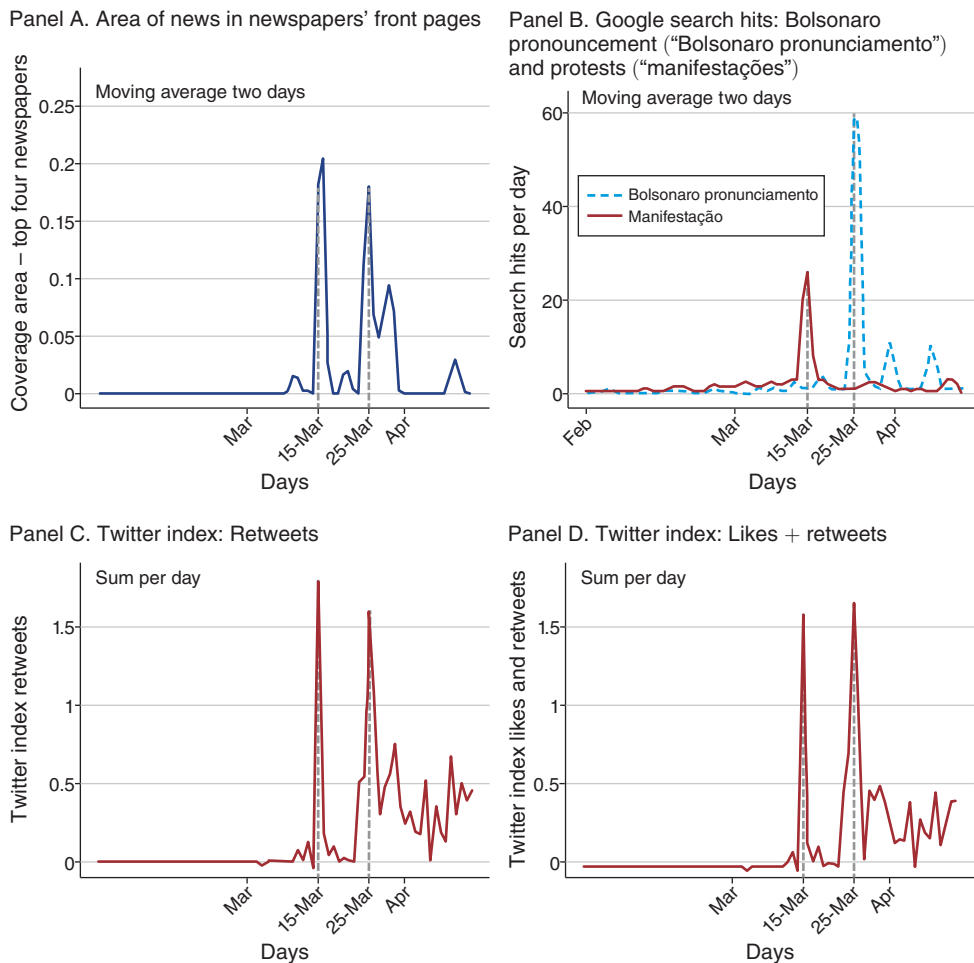 Panel A. Area of news in newspapers’ front pages
Moving average two days
Coverage area – top four newspapers
0.25
0.2
0.15
0.1
0.05
0
Mar
15-Mar
25-Mar
Apr
Days
Panel B. Google search hits: Bolsonaro
pronouncement (“Bolsonaro pronunciamento”)
and protests (“manifestações”)
Moving average two days
Search hits per day
60
40
20
0
Bolsonaro pronunciamento
Manifestação
Feb
Mar
15-Mar
25-Mar
Apr
Days
Panel C. Twitter index: Retweets
Sum per day
Twitter index retweets
1.5
1
0.5
0
Mar
15-Mar
25-Mar
Apr
Days
Panel D. Twitter index: Likes + retweets
Sum per day
Twitter index likes and retweets
1.5
1
0.5
0
Mar
15-Mar
25-Mar
Apr
Days